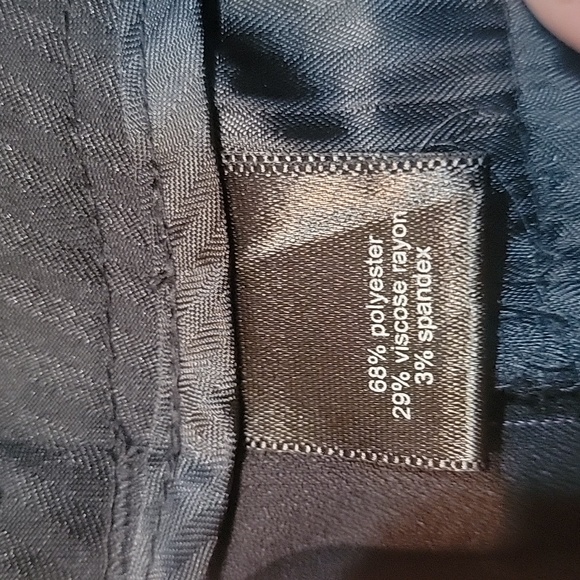 68% polyester
29% viscose rayon
3% spandex